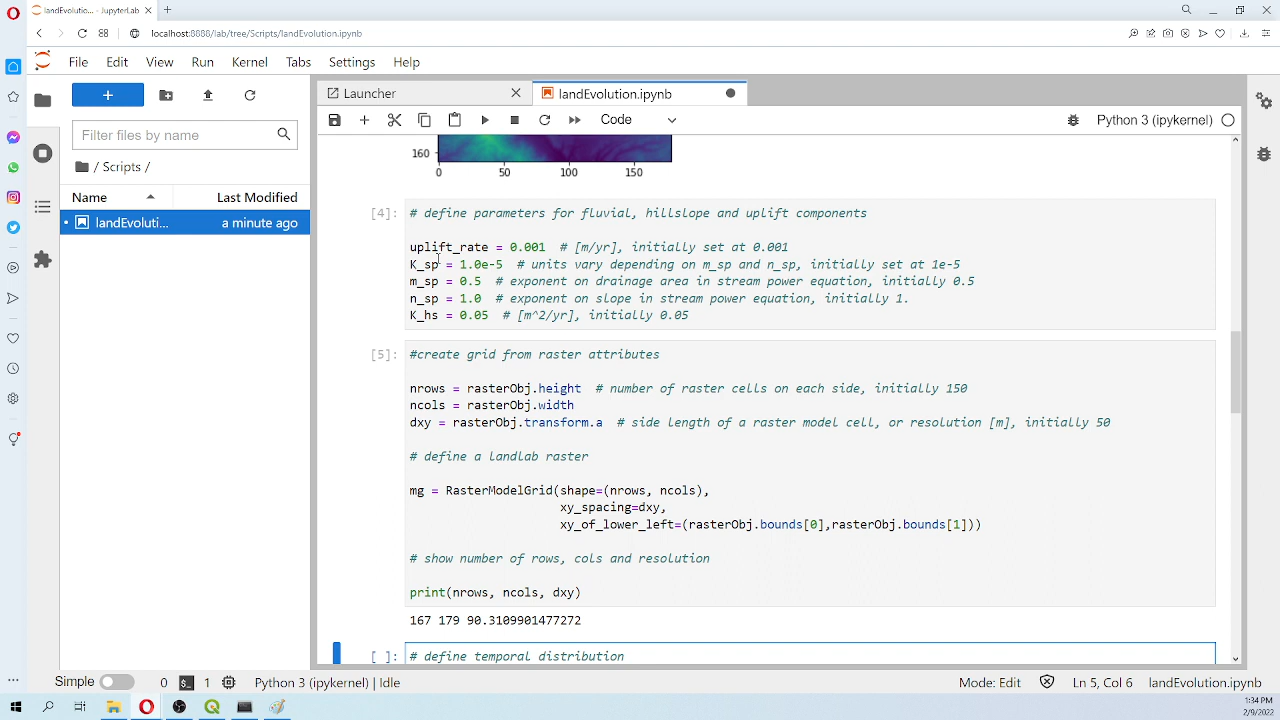 landEvolutio... - JupyterLab
localhost:8888/lab/tree/Scripts/landEvolution.ipynb
File Edit View Run Kernel Tabs Settings Help
+
Launcher
landEvolution.ipynb
Filter files by name
Code
Python 3 (ipykernel)
/ Scripts /
Name Last Modified
landEvoluti... a minute ago
160
0 50 100 150
[4]: # define parameters for fluvial, hillslope and uplift components
uplift_rate = 0.001 # [m/yr], initially set at 0.001
K_sp = 1.0e-5 # units vary depending on m_sp and n_sp, initially set at 1e-5
m_sp = 0.5 # exponent on drainage area in stream power equation, initially 0.5
n_sp = 1.0 # exponent on slope in stream power equation, initially 1.
K_hs = 0.05 # [m^2/yr], initially 0.05
[5]: #create grid from raster attributes
nrows = rasterObj.height # number of raster cells on each side, initially 150
ncols = rasterObj.width
dxy = rasterObj.transform.a # side length of a raster model cell, or resolution [m], initially 50
# define a landlab raster
mg = RasterModelGrid(shape=(nrows, ncols),
xy_spacing=dxy,
xy_of_lower_left=(rasterObj.bounds[0],rasterObj.bounds[1]))
# show number of rows, cols and resolution
print(nrows, ncols, dxy)
167 179 90.3109901477272
[ ]: # define temporal distribution
Simple 0 1 Python 3 (ipykernel) | Idle Mode: Edit Ln 5, Col 6 landEvolution.ipynb
1:34 PM
2/9/2022